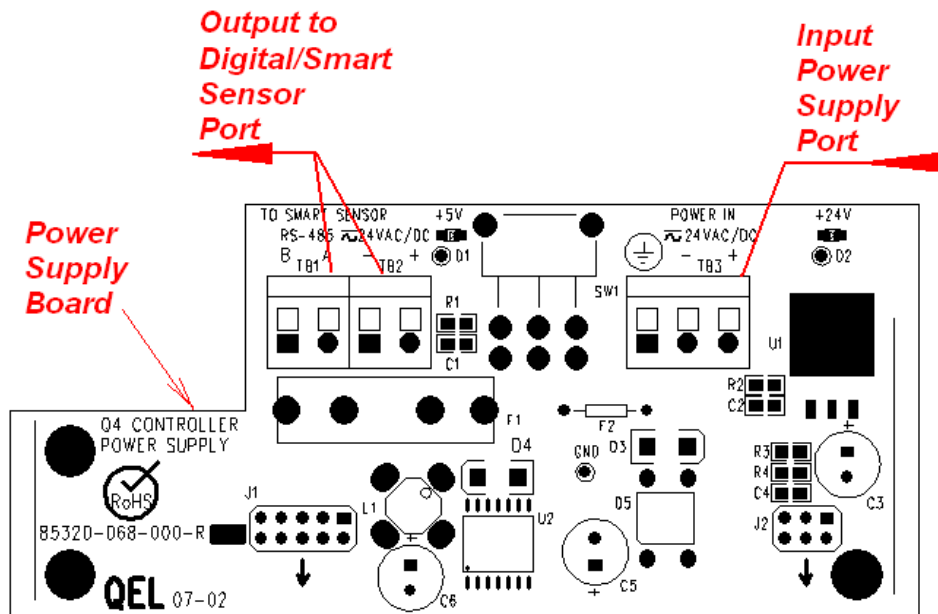 Output to
Digital/Smart
Sensor
Port
Input
Power
Supply
Port
Power
Supply
Board
TO SMART SENSOR
+5V
POWER IN
+24V
RS-485
24VAC/DC
24VAC/DC
B A - +
D1
- +
D2
TB1
TB2
TB3
R1
SW1
C1
U1
R2
C2
F1
F2
Q4 CONTROLLER
POWER SUPPLY
D4
GND
D3
R3
R4
C4
C3
RoHS
J1
L1
U2
D5
J2
8532D-D68-000-R
C6
C5
QEL 07-02